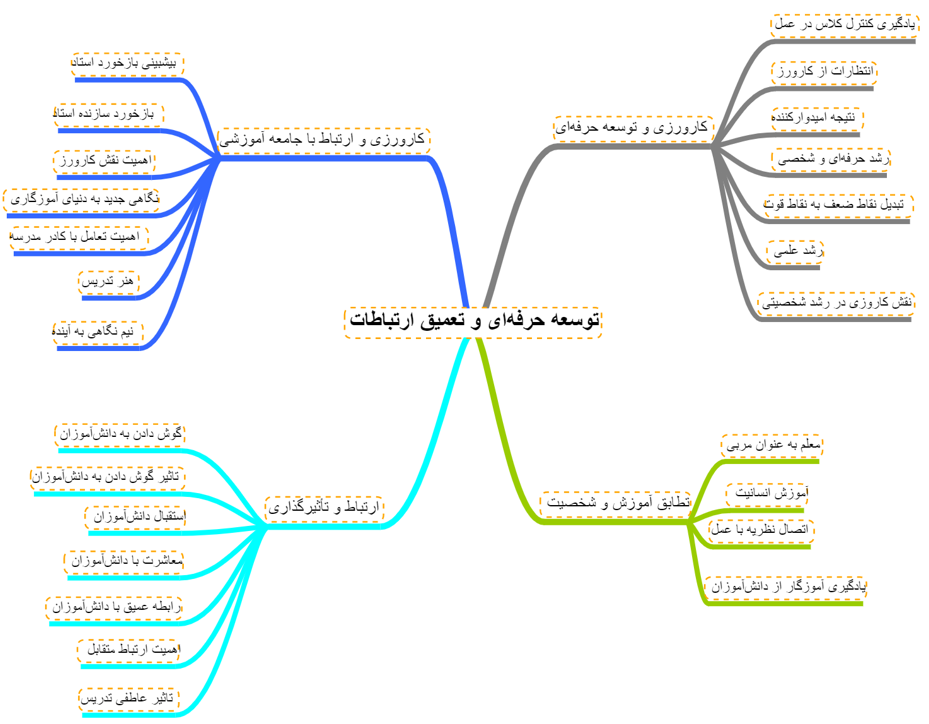 توسعه حرفه‌ای و تعمیق ارتباطات
کارورزی و توسعه حرفه‌ای
یادگیری کنترل کلاس در عمل
انتظارات از کارورز
نتیجه امیدوارکننده
رشد حرفه‌ای و شخصی
تبدیل نقاط ضعف به نقاط قوت
رشد علمی
نقش کاروزی در رشد شخصیتی
تطابق آموزش و شخصیت
معلم به عنوان مربی
آموزش انسانیت
اتصال نظریه با عمل
یادگیری آموزگار از دانش‌آموزان
کارورزی و ارتباط با جامعه آموزشی
بیشبینی بازخورد استاد
بازخورد سازنده استاد
اهمیت نقش کارورز
نگاهی جدید به دنیای آموزگاری
اهمیت تعامل با کادر مدرسه
هنر تدریس
نیم نگاهی به آینده
ارتباط و تأثیرگذاری
گوش دادن به دانش‌آموزان
تاثیر گوش دادن به دانش‌آموزان
استقبال دانش‌آموزان
معاشرت با دانش‌آموزان
رابطه عمیق با دانش‌آموزان
اهمیت ارتباط متقابل
تاثیر عاطفی تدریس